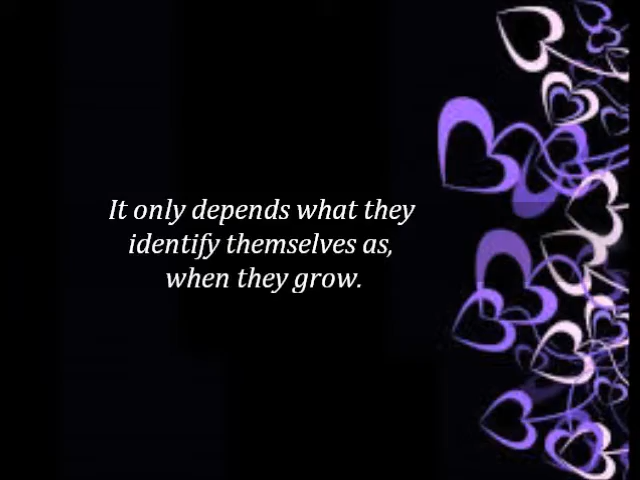 It only depends what they
identify themselves as,
when they grow.